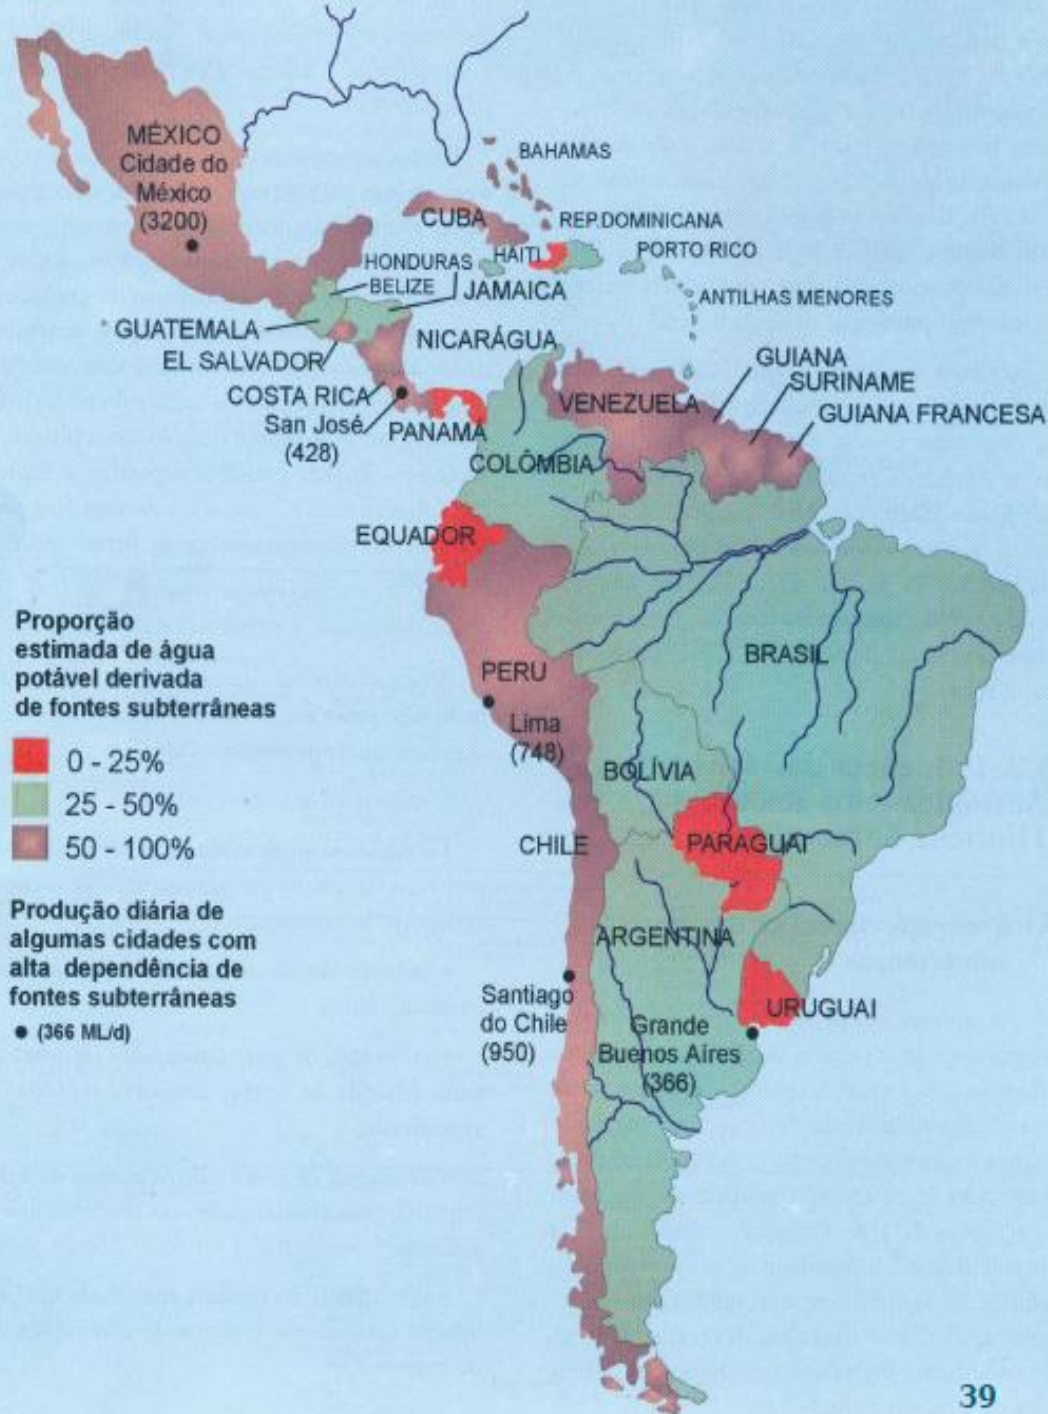 MÉXICO
Cidade do
México
(3200)
BAHAMAS
CUBA
REP.DOMINICANA
HAITI
PORTO RICO
HONDURAS
BELIZE
JAMAICA
ANTILHAS MENORES
GUATEMALA
NICARÁGUA
EL SALVADOR
GUIANA
SURINAME
COSTA RICA
VENEZUELA
GUIANA FRANCESA
San José
(428)
PANAMÁ
COLÔMBIA
EQUADOR
Proporção
estimada de água
potável derivada
de fontes subterrâneas
0 - 25%
25 - 50%
50 - 100%
BRASIL
PERU
Lima
(748)
BOLÍVIA
CHILE
PARAGUAI
Produção diária de
algumas cidades com
alta dependência de
fontes subterrâneas
(366 ML/d)
ARGENTINA
Santiago
do Chile
(950)
URUGUAI
Grande
Buenos Aires
(366)
39